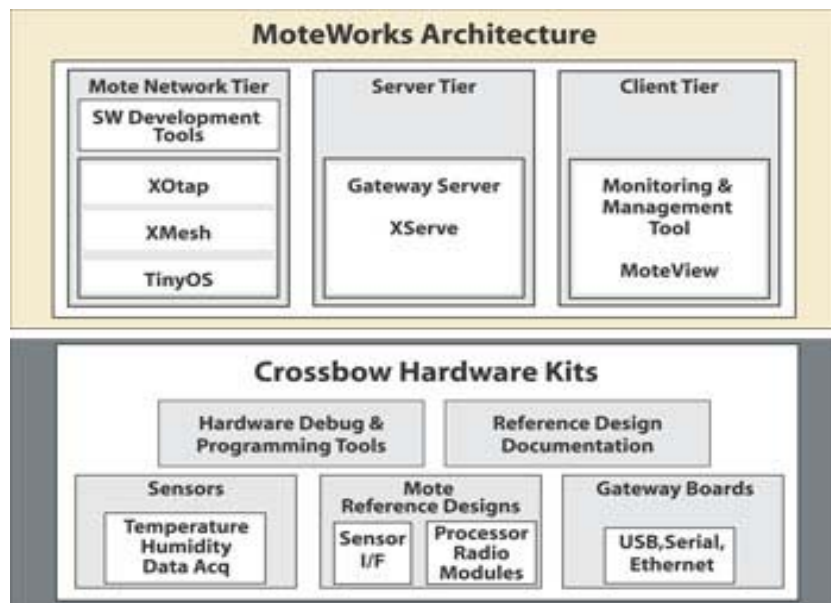 MoteWorks Architecture
Mote Network Tier
SW Development
Tools
XOtap
XMesh
TinyOS
Server Tier
Gateway Server
XServe
Client Tier
Monitoring &
Management
Tool
MoteView
Crossbow Hardware Kits
Hardware Debug &
Programming Tools
Reference Design
Documentation
Sensors
Temperature
Humidity
Data Acq
Mote
Reference Designs
Sensor
I/F
Processor
Radio
Modules
Gateway Boards
USB,Serial,
Ethernet